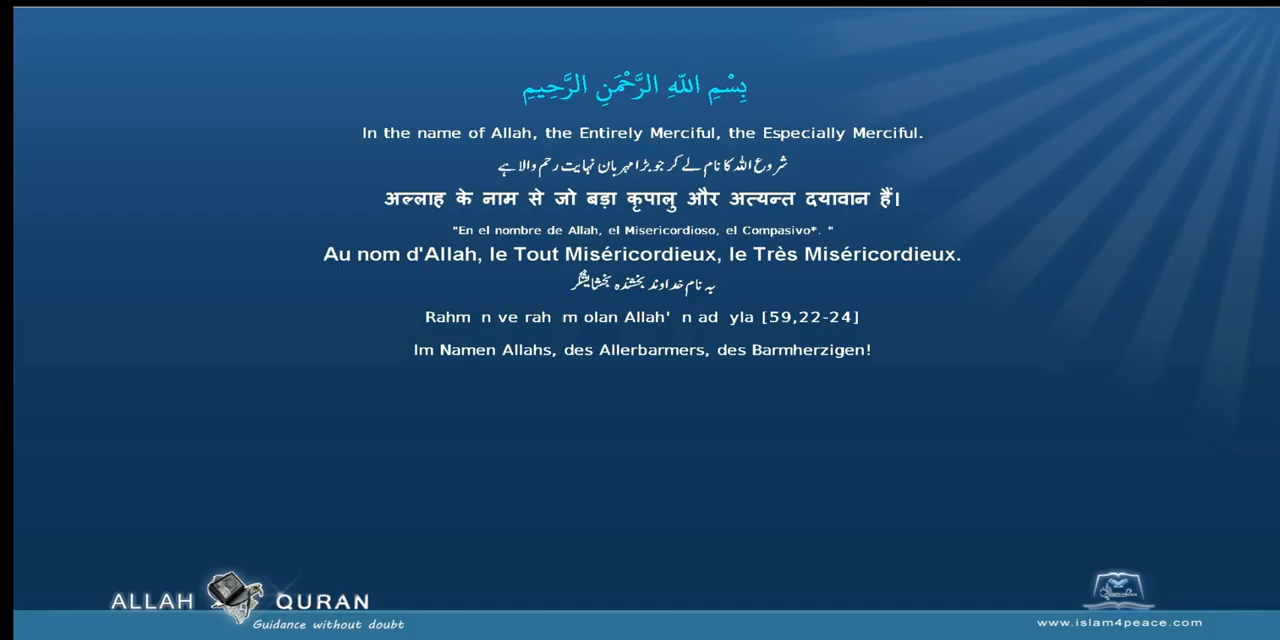 بِسْمِ اللَّهِ الرَّحْمَنِ الرَّحِيمِ
In the name of Allah, the Entirely Merciful, the Especially Merciful.
شروع الله کا نام لے کر جو بڑا مہربان نہایت رحم والا ہے
अल्लाह के नाम से जो बड़ा कृपालु और अत्यन्त दयावान हैं।
"En el nombre de Allah, el Misericordioso, el Compasivo*. "
Au nom d'Allah, le Tout Miséricordieux, le Très Miséricordieux.
به نام خداوند بخشنده بخشایشگر
Rahm n ve rah m olan Allah' n ad yla [59,22-24]
Im Namen Allahs, des Allerbarmers, des Barmherzigen!
ALLAH QURAN
Guidance without doubt
www.islam4peace.com